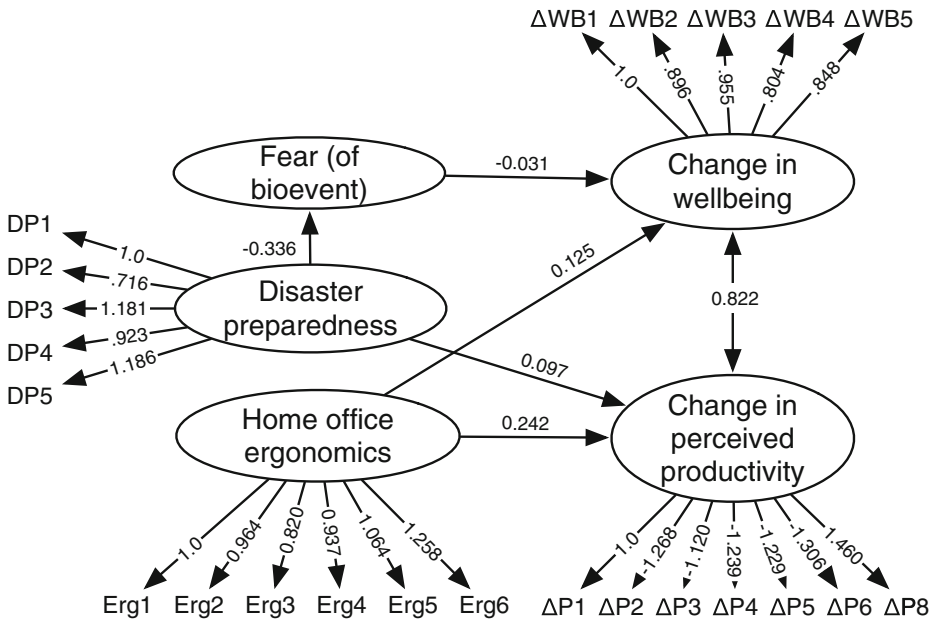 ΔWB1 ΔWB2 ΔWB3 ΔWB4 ΔWB5
1.0
.896
.955
.804
.848
Fear (of
bioevent)
-0.031
Change in
wellbeing
DP1
DP2
DP3
DP4
DP5
1.0
.716
1.181
.923
1.186
-0.336
Disaster
preparedness
0.125
0.822
0.097
Home office
ergonomics
0.242
Change in
perceived
productivity
1.0
0.964
0.820
0.937
1.064
1.258
1.0
-1.268
-1.120
-1.239
-1.229
-1.306
1.460
Erg1 Erg2 Erg3 Erg4 Erg5 Erg6
ΔP1 ΔP2 ΔP3 ΔP4 ΔP5 ΔP6 ΔP8